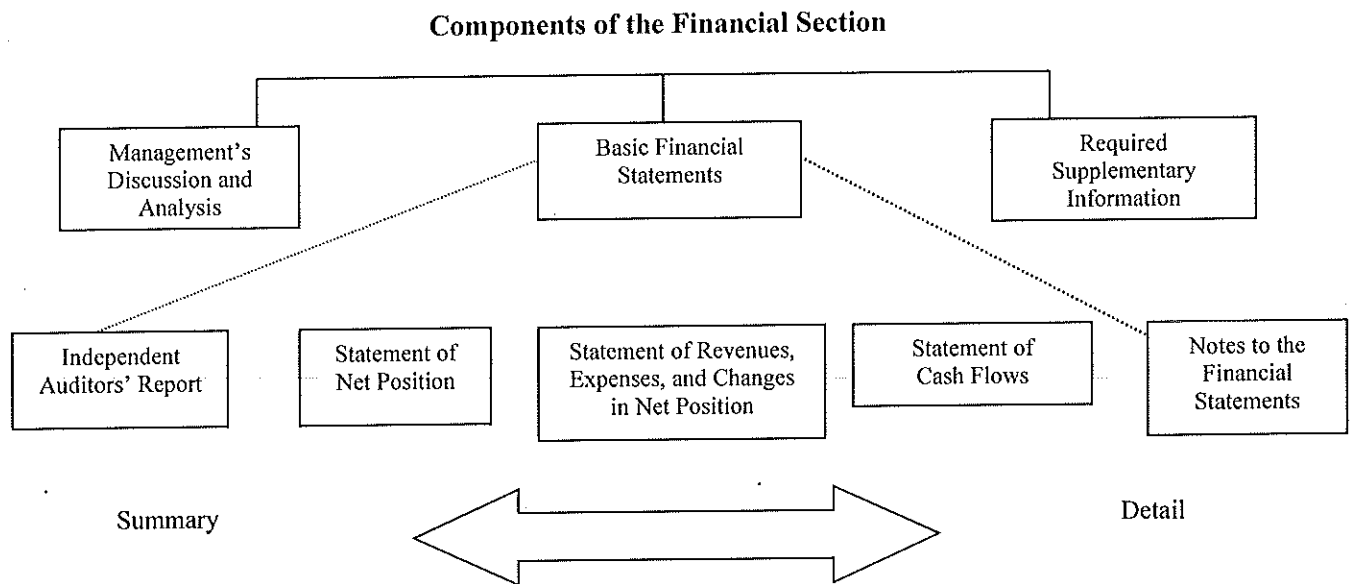 Components of the Financial Section
Management's
Discussion and
Analysis
Basic Financial
Statements
Required
Supplementary
Information
Independent
Auditors' Report
Statement of
Net Position
Statement of Revenues,
Expenses, and Changes
in Net Position
Statement of
Cash Flows
Notes to the
Financial
Statements
Summary
Detail